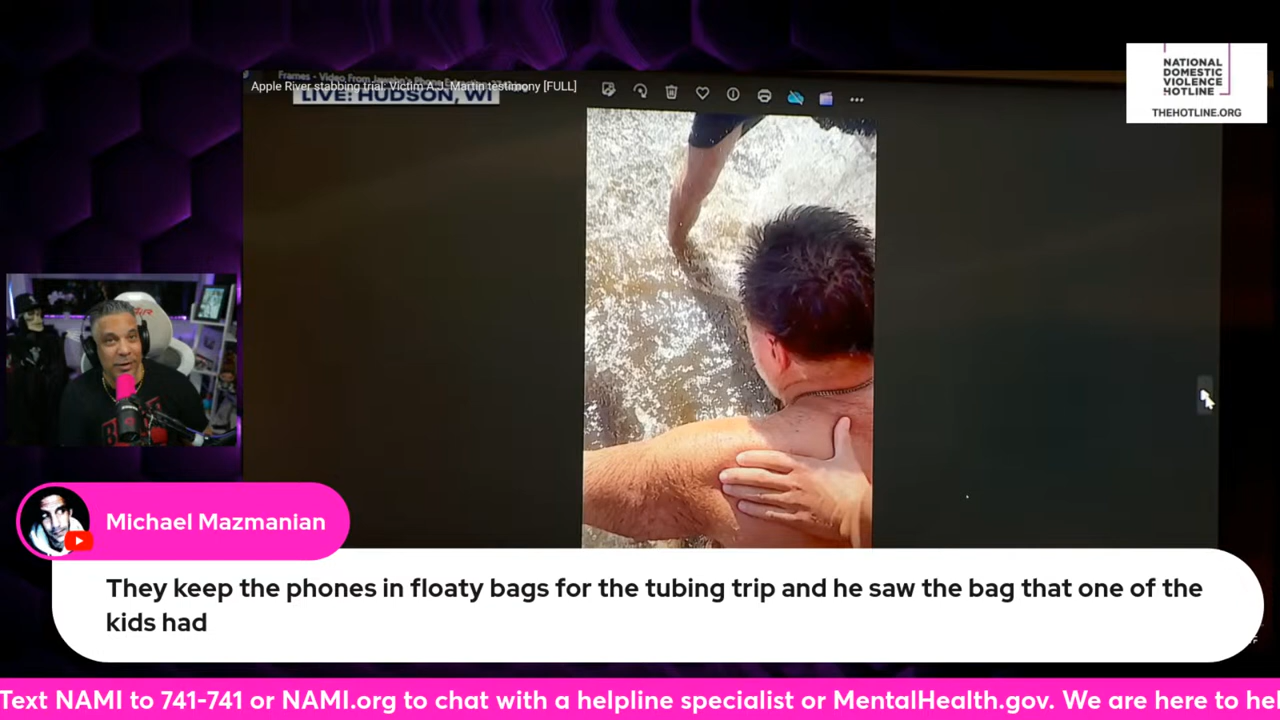 Apple River stabbing trial: Victim A.J. Martin testimony [FULL]
LIVE: HUDSON, WI
NATIONAL
DOMESTIC
VIOLENCE
HOTLINE
THEHOTLINE.ORG
Michael Mazmanian
They keep the phones in floaty bags for the tubing trip and he saw the bag that one of the
kids had
Text NAMI to 741-741 or NAMI.org to chat with a helpline specialist or MentalHealth.gov. We are here to hel